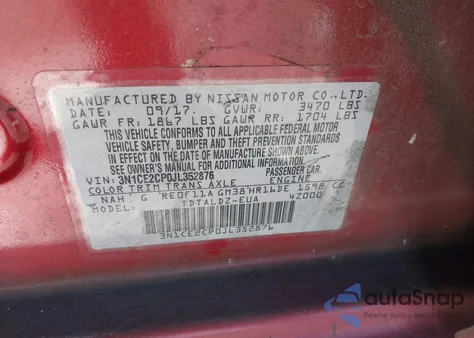 MANUFACTURED BY NISSAN MOTOR CO.,LTD.
DATE: 09/17. GVWR: 3470 LBS
GAWR FR: 1867 LBS GAWR RR: 1704 LBS
THIS VEHICLE CONFORMS TO ALL APPLICABLE FEDERAL MOTOR
VEHICLE SAFETY, BUMPER AND THEFT PREVENTION STANDARDS
IN EFFECT ON THE DATE OF MANUFACTURE SHOWN ABOVE.
SEE OWNER'S MANUAL FOR ADDITIONAL INFORMATION.
VIN: 3N1CE2CP0JL352876 PASSENGER CAR.
COLOR TRIM TRANS AXLE ENGINE
NAH G RE0F11A GM38 HR16DE 1598 CC
MODEL: TDTALDZ-EUA 42000
3N1CE2CP0JL352876
autoSnap
Pewne auto z